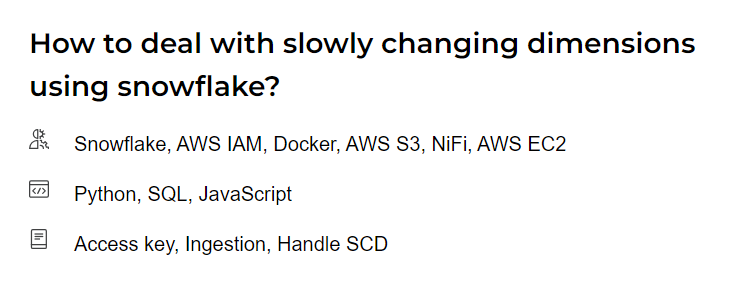 How to deal with slowly changing dimensions
using snowflake?
Snowflake, AWS IAM, Docker, AWS S3, NiFi, AWS EC2
Python, SQL, JavaScript
Access key, Ingestion, Handle SCD